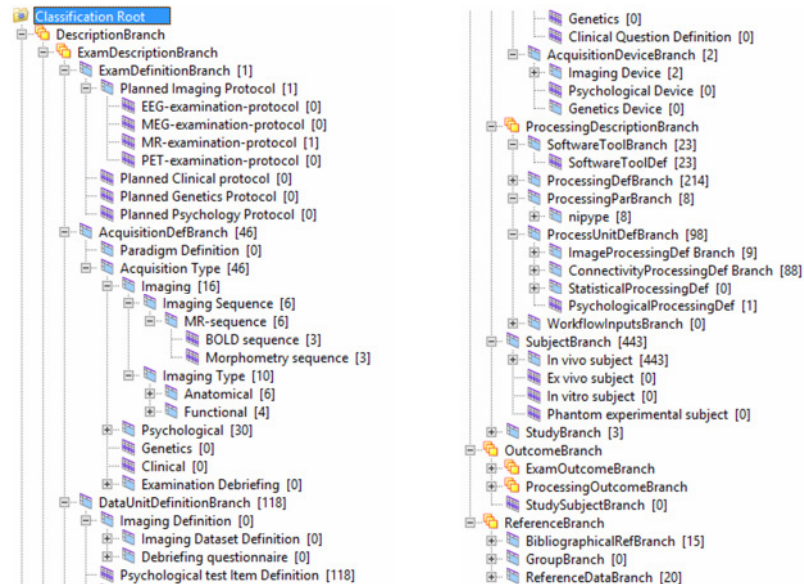 Classification Root
DescriptionBranch
ExamDescriptionBranch
ExamDefinitionBranch [1]
Planned Imaging Protocol [1]
EEG-examination-protocol [0]
MEG-examination-protocol [0]
MR-examination-protocol [1]
PET-examination-protocol [0]
Planned Clinical protocol [0]
Planned Genetics Protocol [0]
Planned Psychology Protocol [0]
AcquisitionDefBranch [46]
Paradigm Definition [0]
Acquisition Type [46]
Imaging [16]
Imaging Sequence [6]
MR-sequence [6]
BOLD sequence [3]
Morphometry sequence [3]
Imaging Type [10]
Anatomical [6]
Functional [4]
Psychological [30]
Genetics [0]
Clinical [0]
Examination Debriefing [0]
DataUnitDefinitionBranch [118]
Imaging Definition [0]
Imaging Dataset Definition [0]
Debriefing questionnaire [0]
Psychological test Item Definition [118]
Genetics [0]
Clinical Question Definition [0]
AcquisitionDeviceBranch [2]
Imaging Device [2]
Psychological Device [0]
Genetics Device [0]
ProcessingDescriptionBranch
SoftwareToolBranch [23]
SoftwareToolDef [23]
ProcessingDefBranch [214]
ProcessingParBranch [8]
nipype [8]
ProcessUnitDefBranch [98]
ImageProcessingDef Branch [9]
ConnectivityProcessingDef Branch [88]
StatisticalProcessingDef [0]
PsychologicalProcessingDef [1]
WorkflowInputsBranch [0]
SubjectBranch [443]
In vivo subject [443]
Ex vivo subject [0]
In vitro subject [0]
Phantom experimental subject [0]
StudyBranch [3]
OutcomeBranch
ExamOutcomeBranch
ProcessingOutcomeBranch
StudySubjectBranch [0]
ReferenceBranch
BibliographicalRefBranch [15]
GroupBranch [0]
ReferenceDataBranch [20]